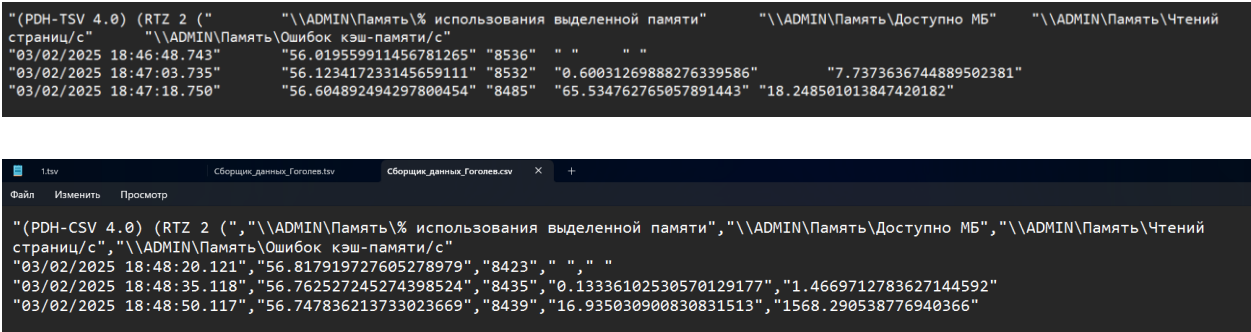 "(PDH-TSV 4.0) (RTZ 2 (" "\\ADMIN\Память\% использования выделенной памяти" "\\ADMIN\Память\Доступно МБ" "\\ADMIN\Память\Чтений
страниц/с" "\\ADMIN\Память\Ошибок кэш-памяти/с"
"03/02/2025 18:46:48.743" "56.019559911456781265" "8536" " " " "
"03/02/2025 18:47:03.735" "56.123417233145659111" "8532" "0.60031269888276339586" "7.7373636744889502381"
"03/02/2025 18:47:18.750" "56.604892494297800454" "8485" "65.534762765057891443" "18.248501013847420182"
1.tsv Сборщик_данных_Гоголев.tsv Сборщик_данных_Гоголев.csv × +
Файл Изменить Просмотр
"(PDH-CSV 4.0) (RTZ 2 (","\\ADMIN\Память\% использования выделенной памяти","\\ADMIN\Память\Доступно МБ","\\ADMIN\Память\Чтений
страниц/с","\\ADMIN\Память\Ошибок кэш-памяти/с"
"03/02/2025 18:48:20.121","56.817919727605278979","8423"," "," "
"03/02/2025 18:48:35.118","56.762527245274398524","8435","0.13336102530570129177","1.4669712783627144592"
"03/02/2025 18:48:50.117","56.747836213733023669","8439","16.935030900830831513","1568.290538776940366"